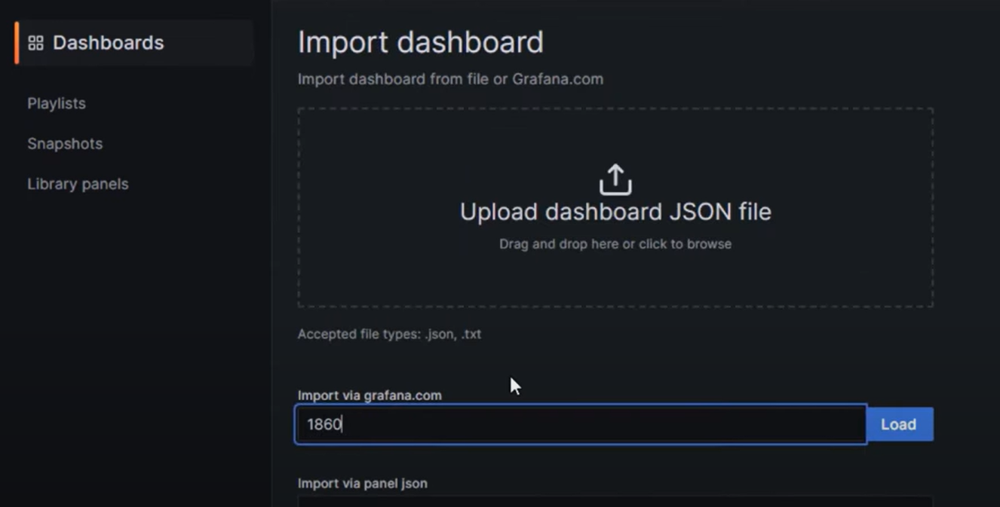 Dashboards
Playlists
Snapshots
Library panels
Import dashboard
Import dashboard from file or Grafana.com
Upload dashboard JSON file
Drag and drop here or click to browse
Accepted file types: .json, .txt
Import via grafana.com
1860
Load
Import via panel json